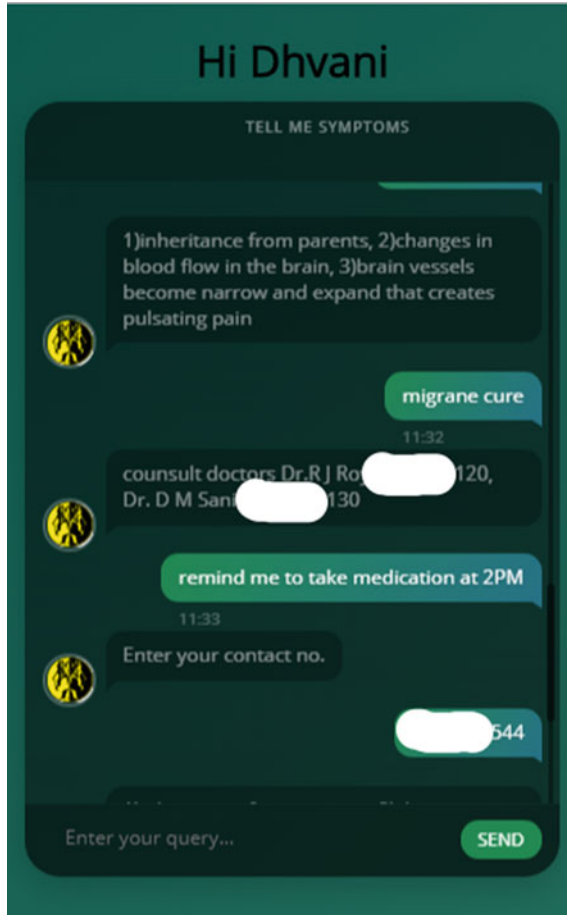 Hi Dhvani
TELL ME SYMPTOMS
1)inheritance from parents, 2)changes in
blood flow in the brain, 3)brain vessels
become narrow and expand that creates
pulsating pain
migrane cure
11:32
counsult doctors Dr.R J 120,
Dr. D M 130
remind me to take medication at 2PM
11:33
Enter your contact no.
544
Enter your query...
SEND